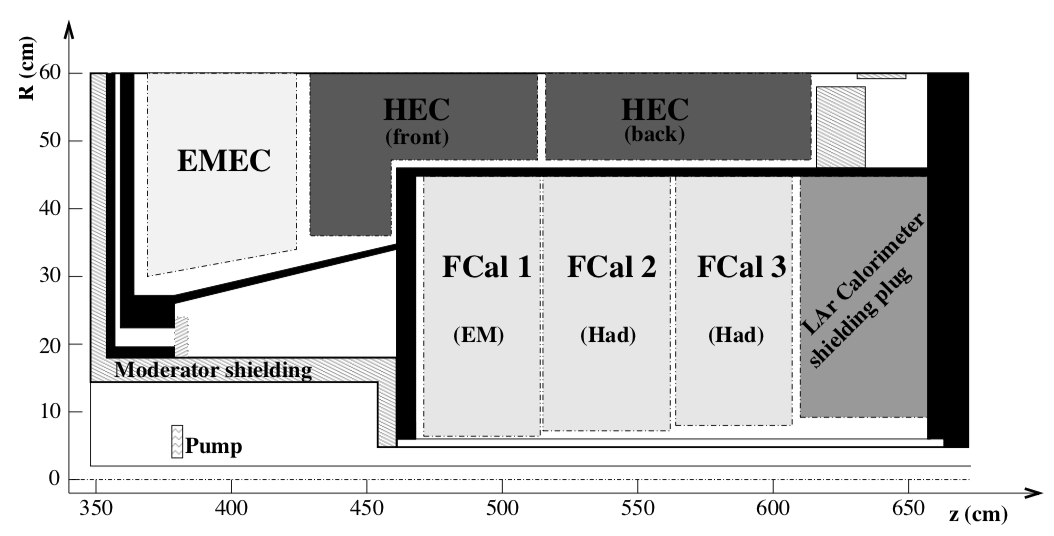 R (cm)
60
50
40
30
20
10
0
EMEC
HEC
(front)
HEC
(back)
FCal 1
(EM)
FCal 2
(Had)
FCal 3
(Had)
LAr Calorimeter
shielding plug
Moderator shielding
Pump
350
400
450
500
550
600
650
z (cm)